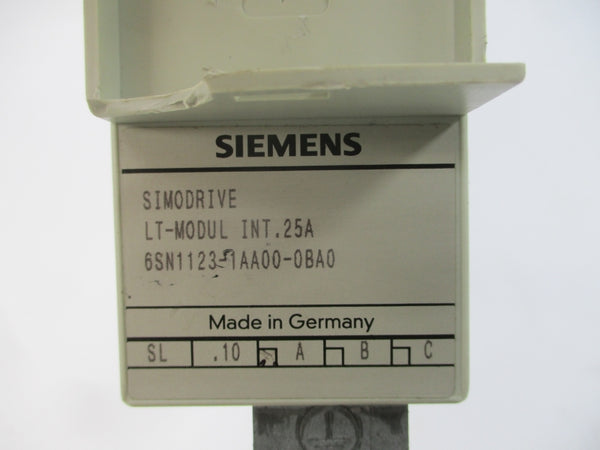 SIEMENS
SIMODRIVE
LT-MODUL INT.25A
6SN1123-1AA00-0BA0
Made in Germany
SL .10 A B C